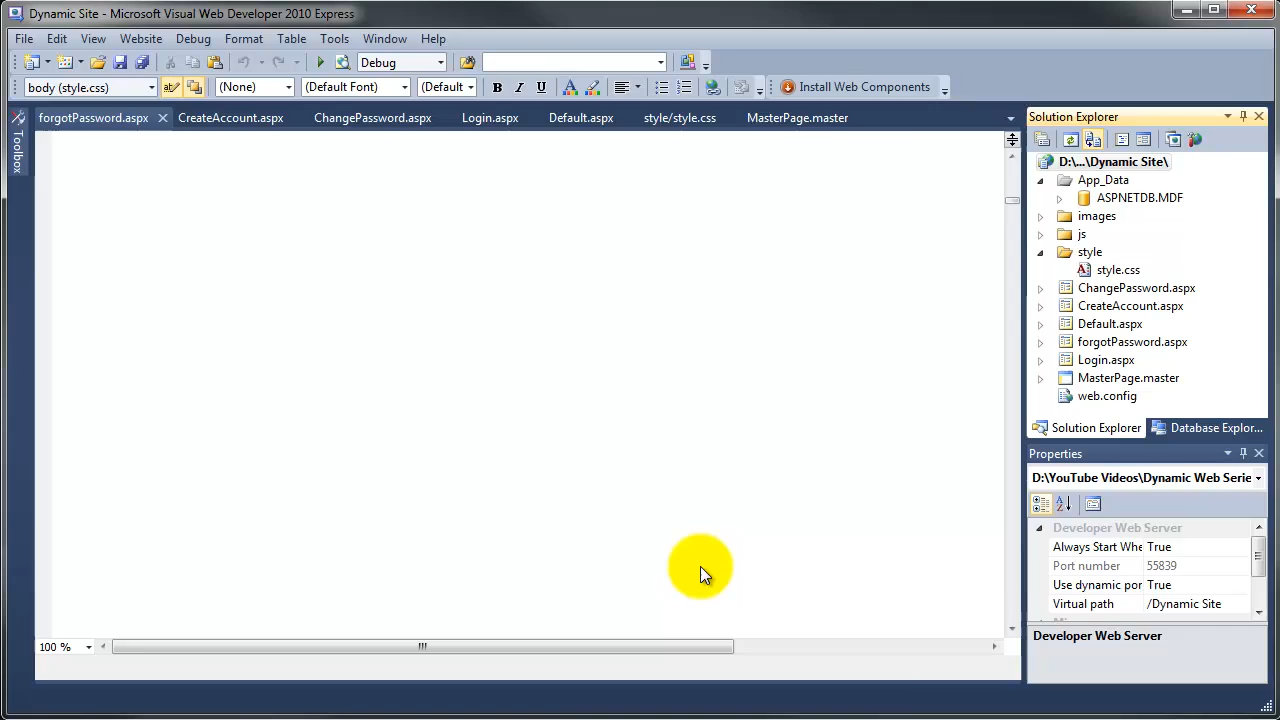 Dynamic Site - Microsoft Visual Web Developer 2010 Express
File Edit View Website Debug Format Table Tools Window Help
Debug
body (style.css) (None) (Default Font) (Default B I U A Install Web Components
forgotPassword.aspx CreateAccount.aspx ChangePassword.aspx Login.aspx Default.aspx style/style.css MasterPage.master
Toolbox
Solution Explorer
D:\...\Dynamic Site\
App_Data
ASPNETDB.MDF
images
js
style
style.css
ChangePassword.aspx
CreateAccount.aspx
Default.aspx
forgotPassword.aspx
Login.aspx
MasterPage.master
web.config
Solution Explorer Database Explor...
Properties
D:\YouTube Videos\Dynamic Web Serie
Developer Web Server
Always Start Whe True
Port number 55839
Use dynamic por True
Virtual path /Dynamic Site
Developer Web Server
100 %